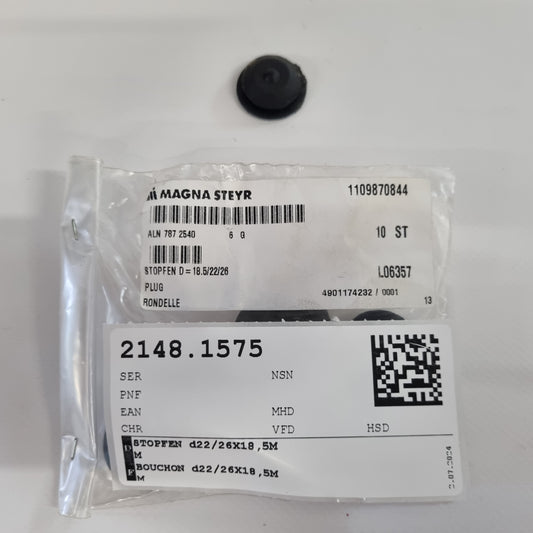 MAGNA STEYR
1109870844
ALN 787.2540 6 G
10 ST
STOPFEN D=18.5/22/26
L06357
PLUG
4901174232 / 0001
RONDELLE
13
2148.1575
SER NSN
PNF
EAN MHD
CHR VFD HSD
D STOPFEN d22/26X18,5M
M
F BOUCHON d22/26X18,5M
M